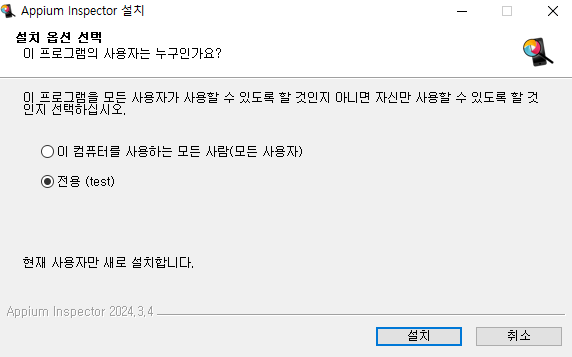 Appium Inspector 설치
설치 옵션 선택
이 프로그램의 사용자는 누구인가요?
이 프로그램을 모든 사용자가 사용할 수 있도록 할 것인지 아니면 자신만 사용할 수 있도록 할 것
인지 선택하십시오.
이 컴퓨터를 사용하는 모든 사람(모든 사용자)
전용 (test)
현재 사용자만 새로 설치합니다.
Appium Inspector 2024.3.4
설치
취소